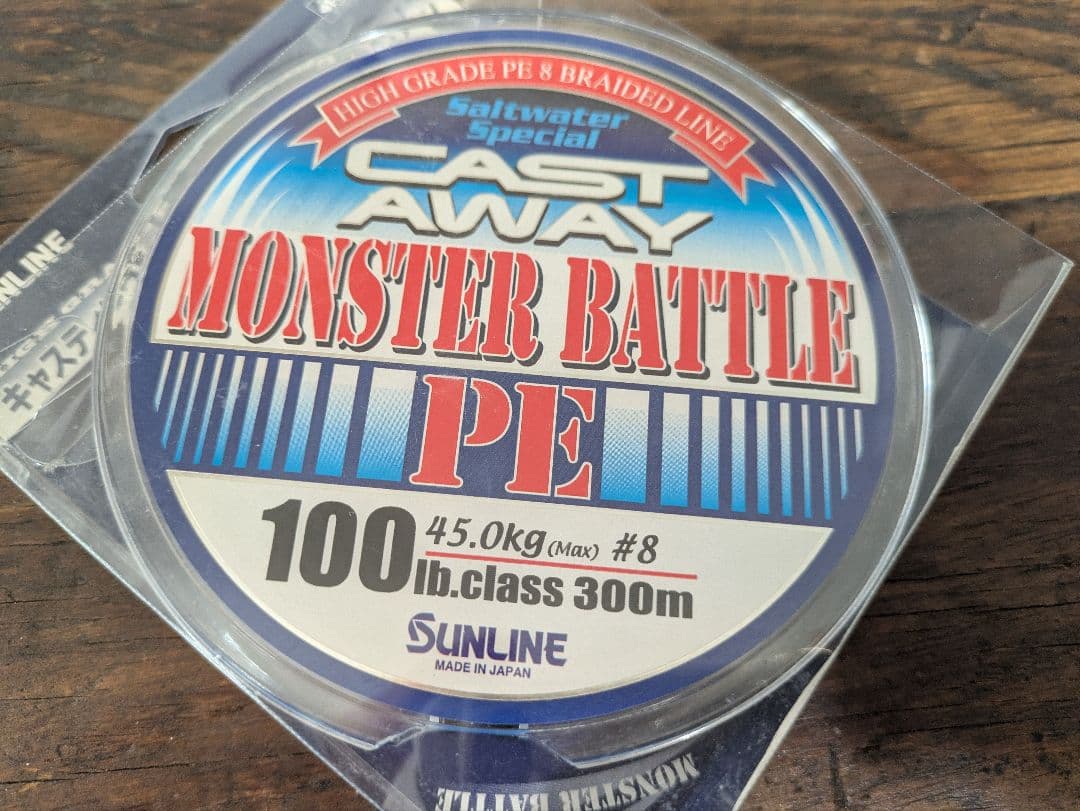 HIGH GRADE PE 8 BRAIDED LINE
Saltwater
Special
CAST
AWAY
MONSTER BATTLE
PE
100 45.0kg (Max) #8
lb.class 300m
SUNLINE
MADE IN JAPAN
キャスティ
MONSTER BATTLE